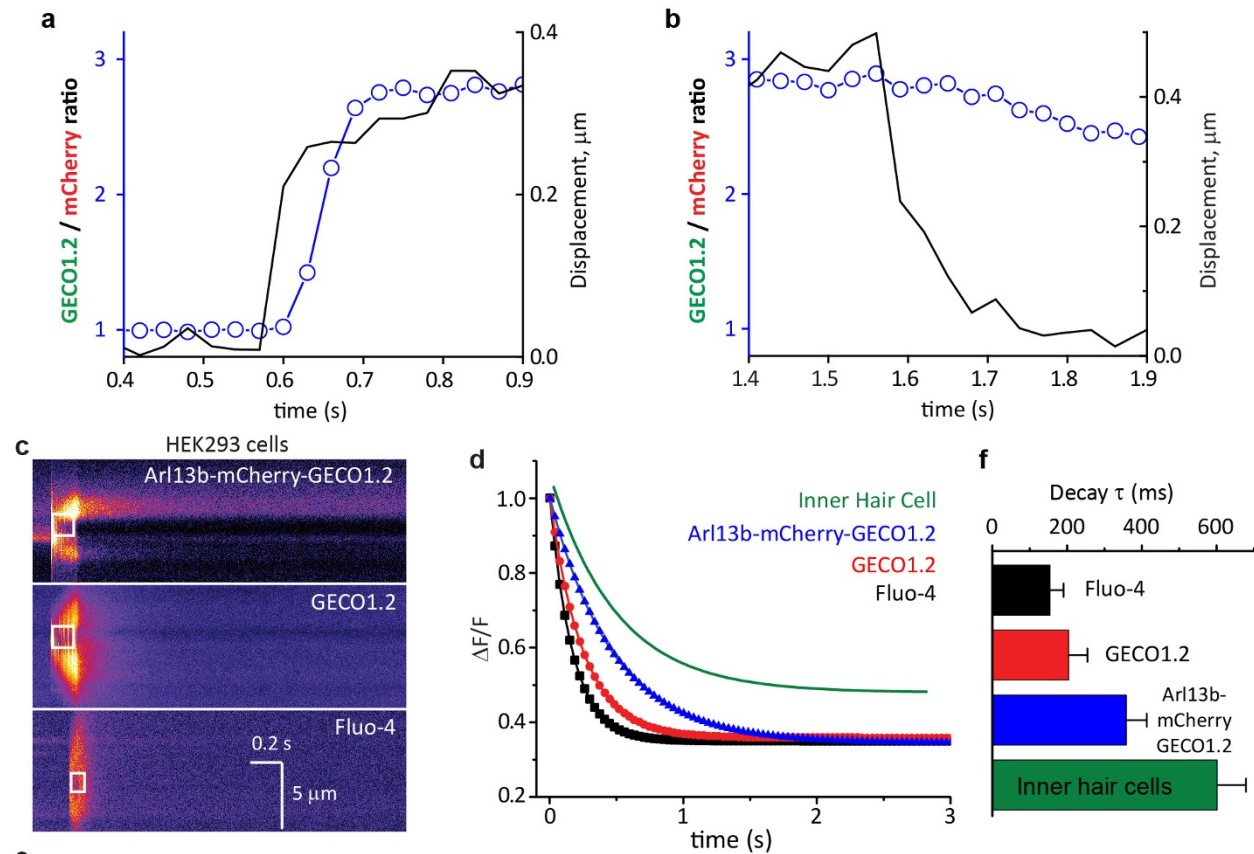 a
3
2
1
GECO1.2 / mCherry ratio
0.4
0.2
0.0
Displacement, μm
0.4 0.5 0.6 0.7 0.8 0.9
time (s)
b
3
2
1
GECO1.2 / mCherry ratio
0.4
0.2
0.0
Displacement, μm
1.4 1.5 1.6 1.7 1.8 1.9
time (s)
c
HEK293 cells
Arl13b-mCherry-GECO1.2
GECO1.2
Fluo-4
0.2 s
5 μm
d
Inner Hair Cell
Arl13b-mCherry-GECO1.2
GECO1.2
Fluo-4
1.0
0.8
0.6
0.4
0.2
ΔF/F
0 1 2 3
time (s)
f
Decay τ (ms)
0 200 400 600
Fluo-4
GECO1.2
Arl13b-
mCherry
GECO1.2
Inner hair cells